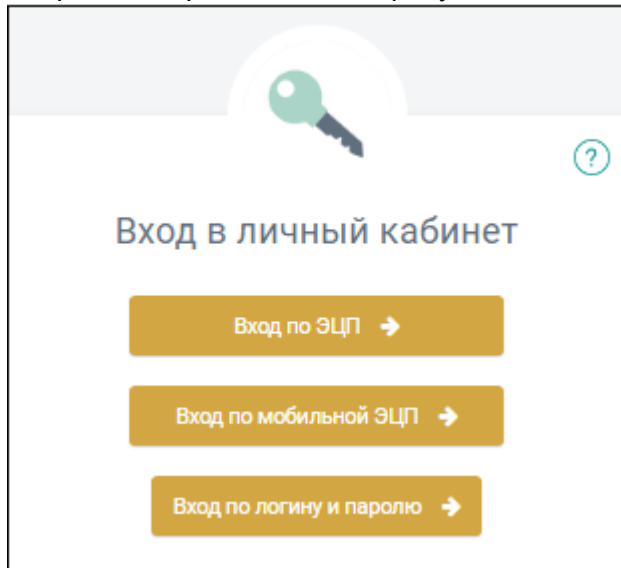 ?
Вход в личный кабинет
Вход по ЭЦП
Вход по мобильной ЭЦП
Вход по логину и паролю